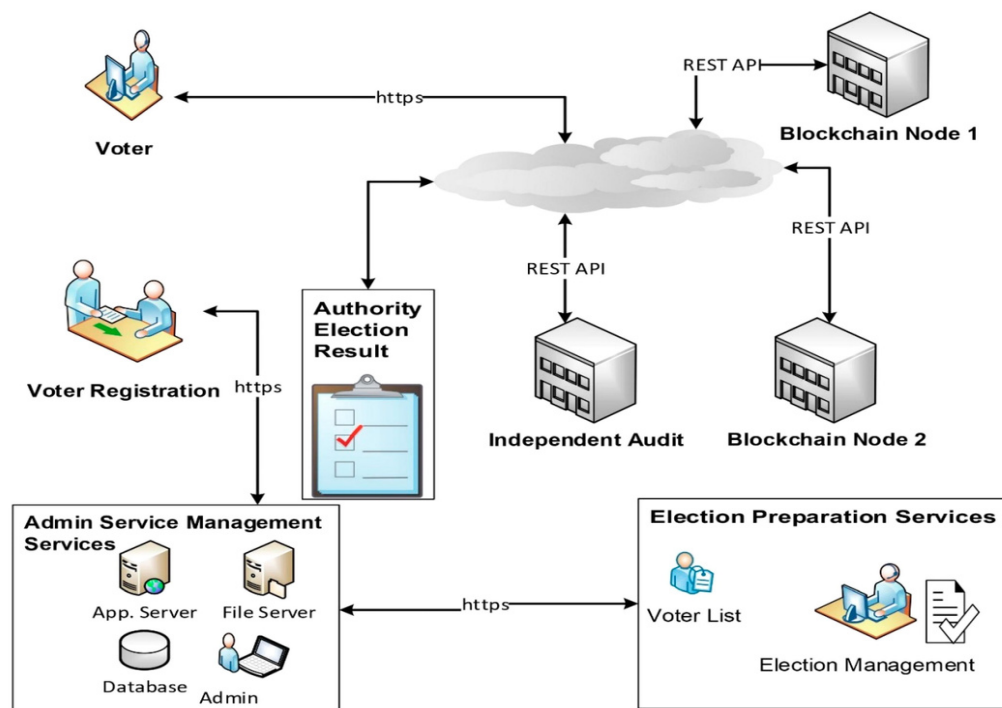 REST API
https
Blockchain Node 1
Voter
REST API
REST API
Authority
Election
Result
Voter Registration
https
Independent Audit
Blockchain Node 2
Admin Service Management
Services
App. Server
File Server
Database
Admin
https
Election Preparation Services
Voter List
Election Management